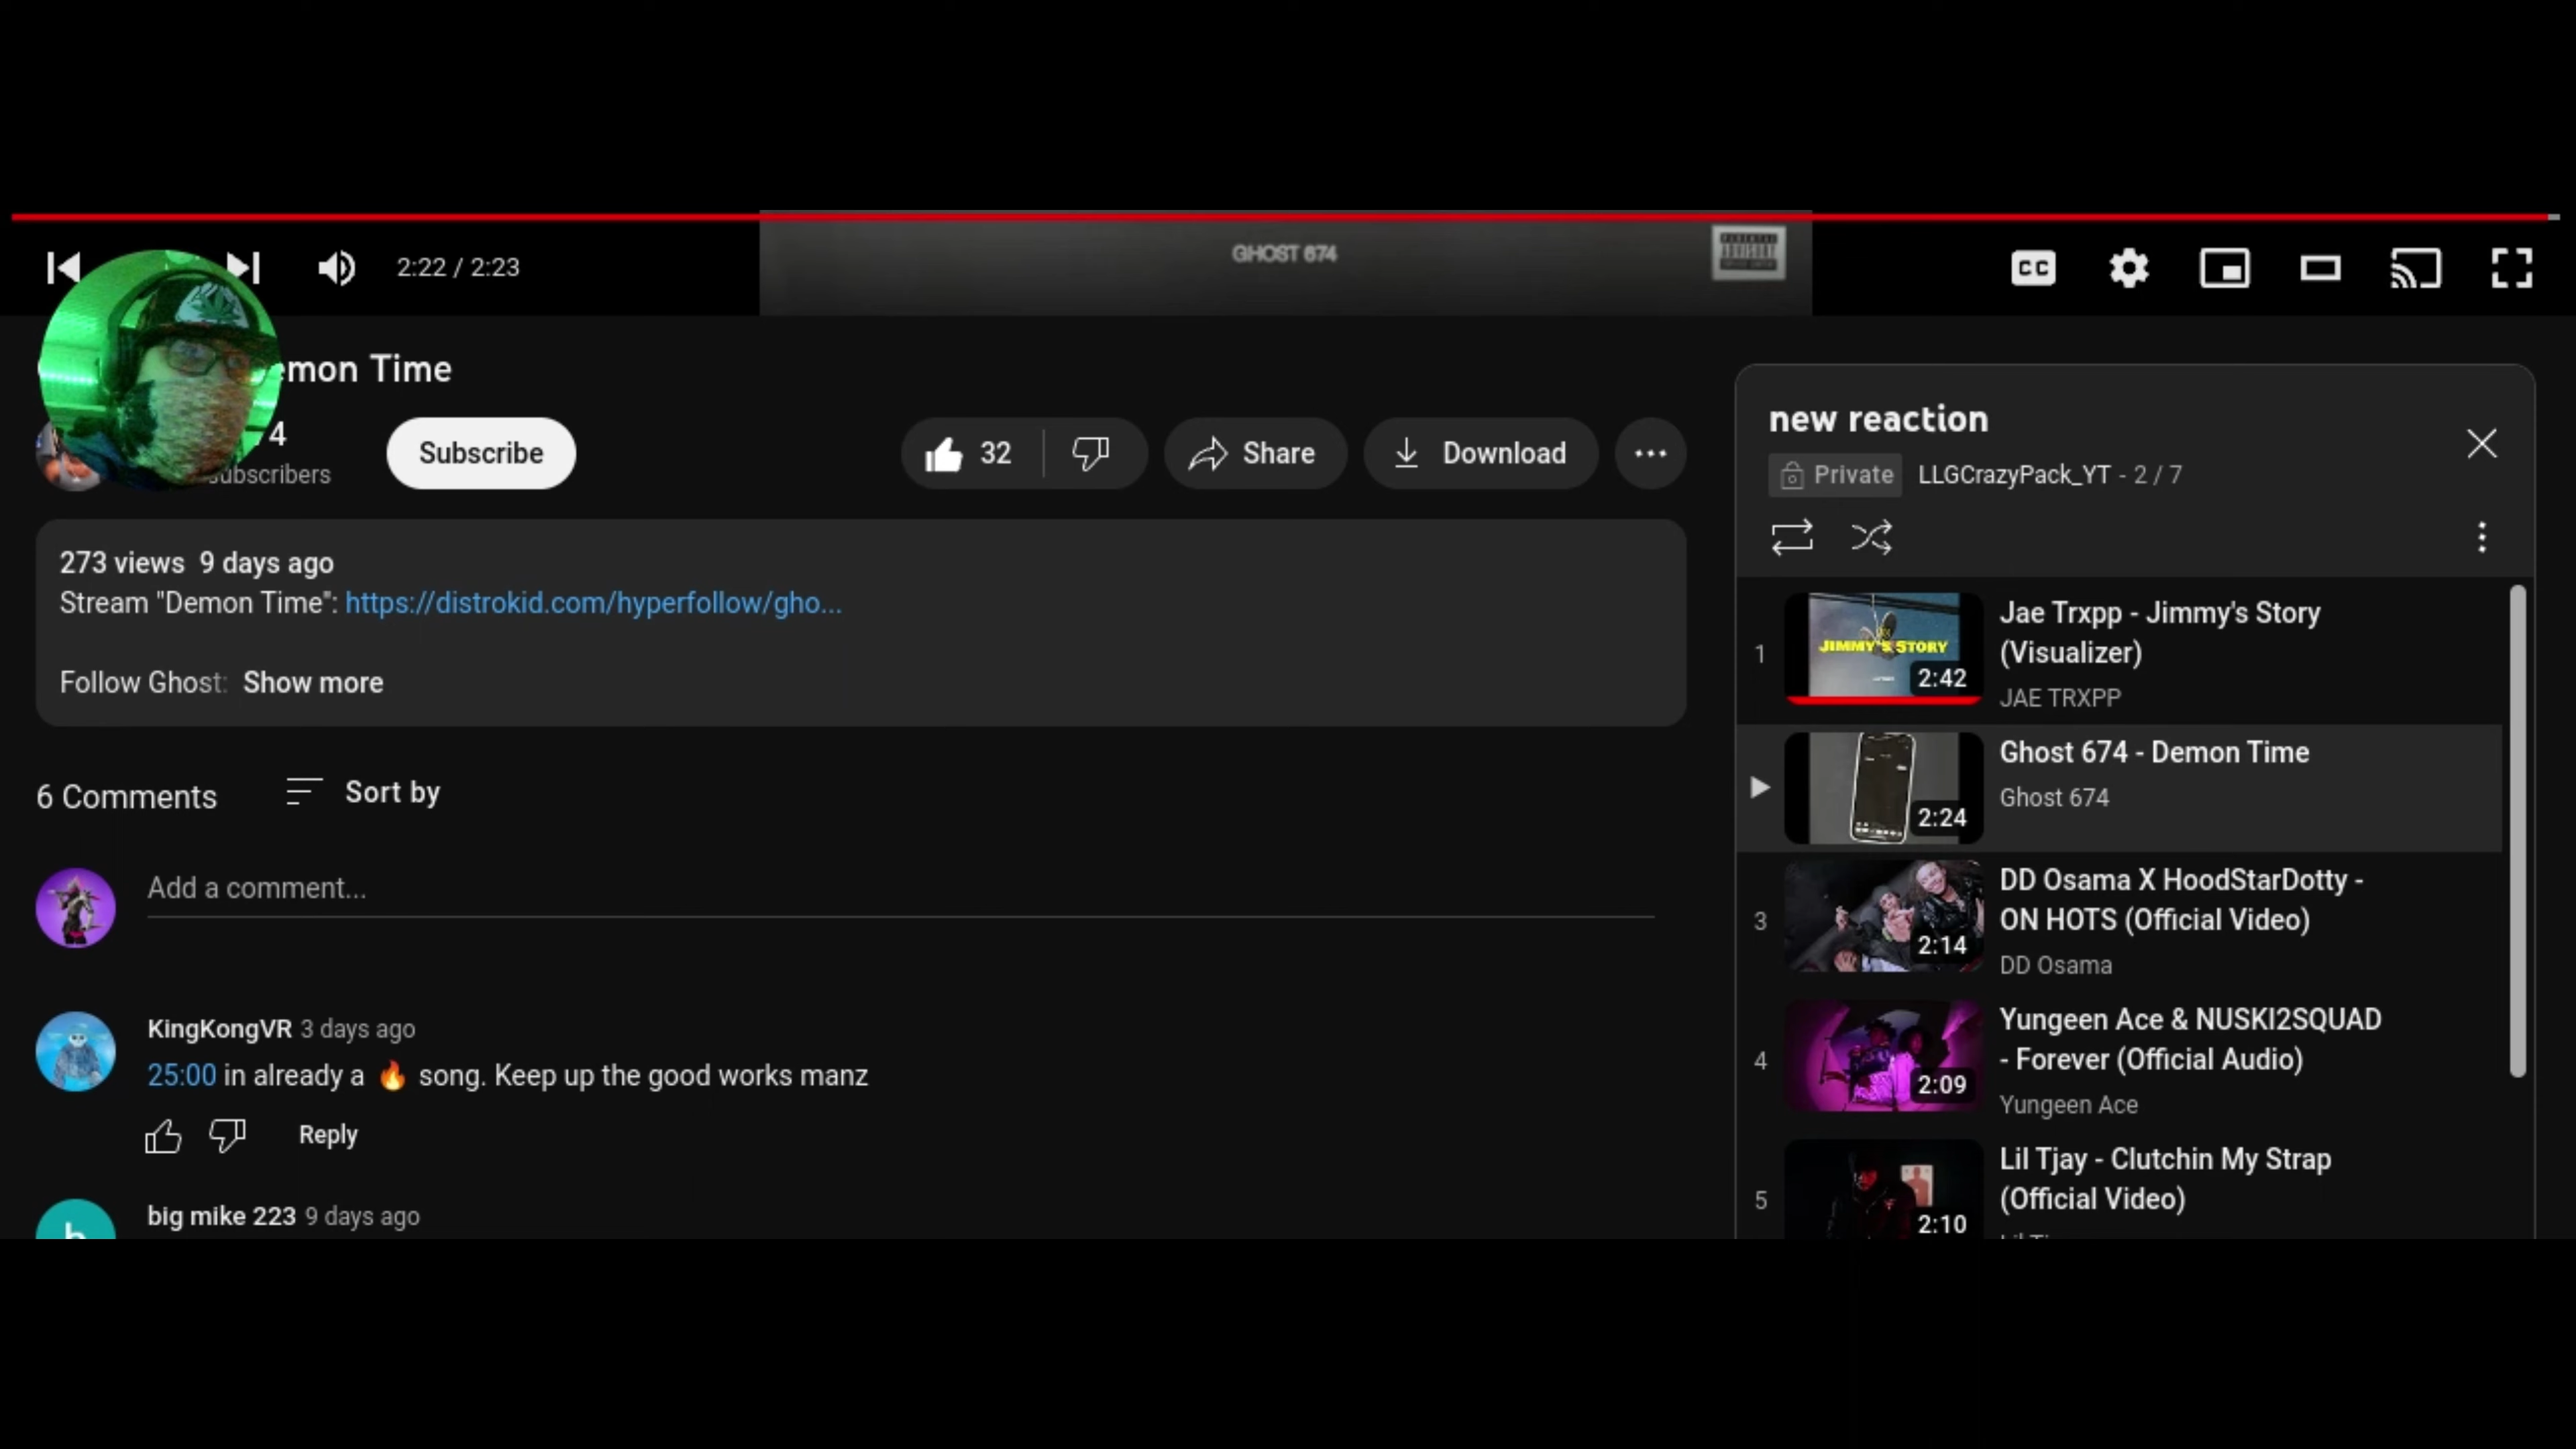 GHOST 674
PARENTAL
ADVISORY
2:22 / 2:23
CC
emon Time
4
ubscribers
Subscribe
32
Share
Download
273 views 9 days ago
Stream "Demon Time": https://distrokid.com/hyperfollow/gho...
Follow Ghost: Show more
6 Comments
Sort by
Add a comment...
KingKongVR 3 days ago
25:00 in already a 🔥 song. Keep up the good works manz
Reply
big mike 223 9 days ago
new reaction
Private LLGCrazyPack_YT - 2 / 7
1
JIMMY'S STORY
2:42
Jae Trxpp - Jimmy's Story
(Visualizer)
JAE TRXPP
2:24
Ghost 674 - Demon Time
Ghost 674
3
2:14
DD Osama X HoodStarDotty -
ON HOTS (Official Video)
DD Osama
4
2:09
Yungeen Ace & NUSKI2SQUAD
- Forever (Official Audio)
Yungeen Ace
5
2:10
Lil Tjay - Clutchin My Strap
(Official Video)